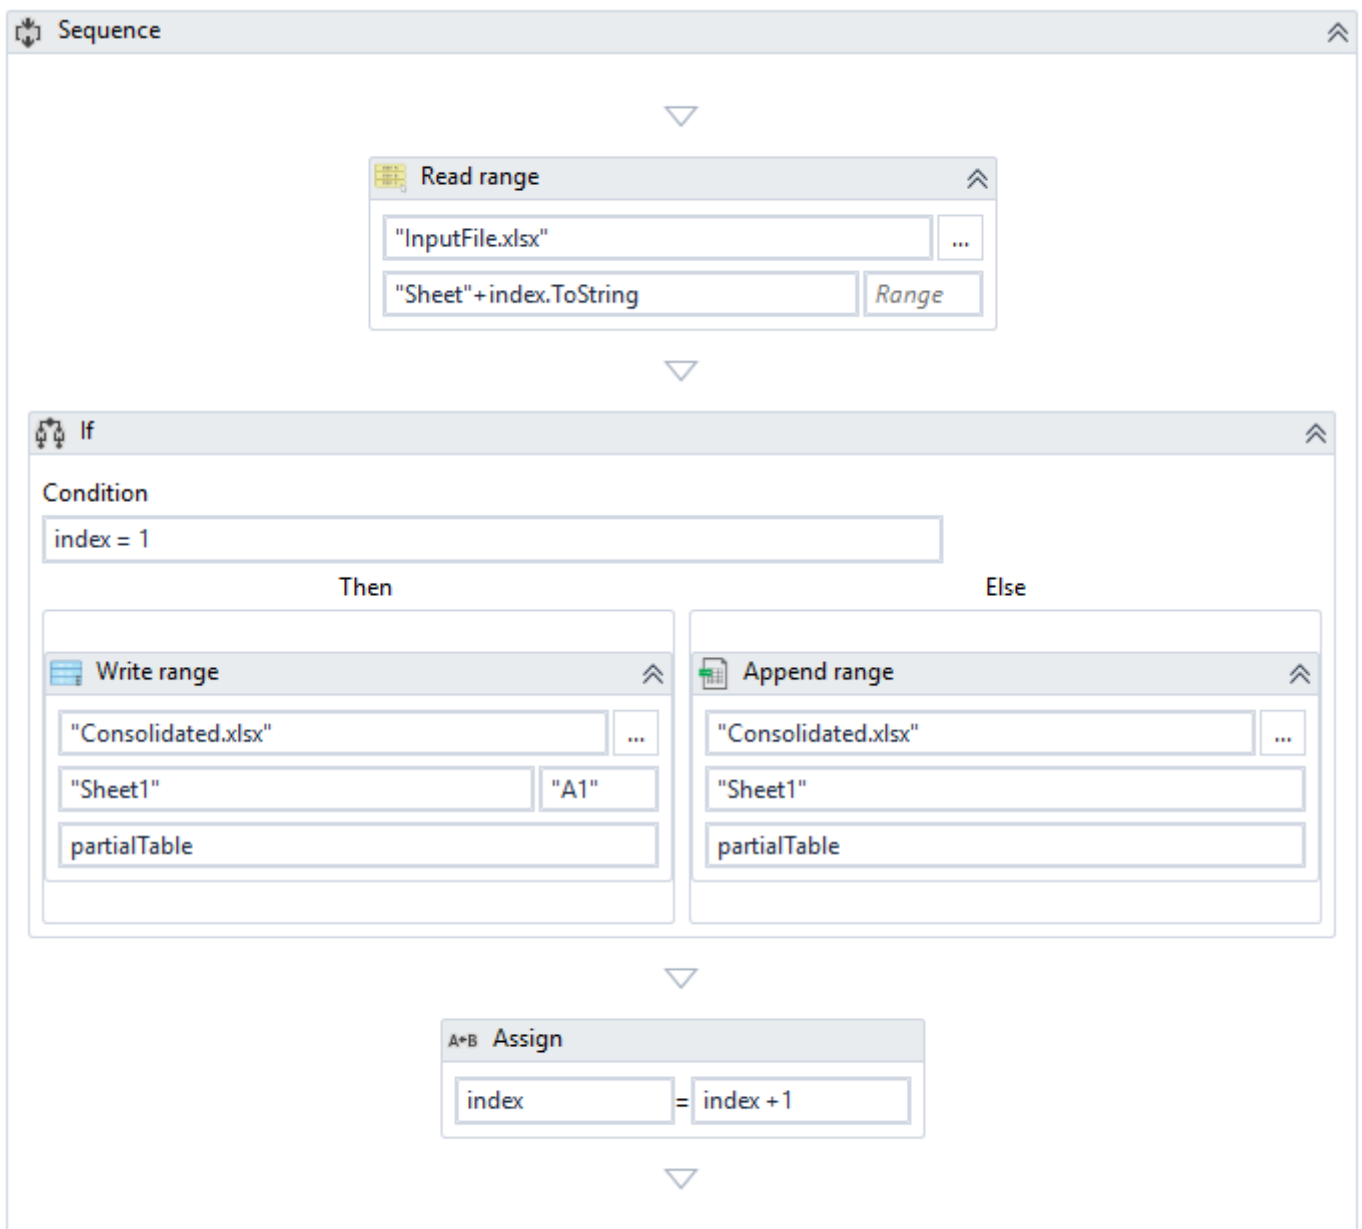 Sequence
Read range
"InputFile.xlsx" ...
"Sheet"+index.ToString Range
If
Condition
index = 1
Then Else
Write range Append range
"Consolidated.xlsx" ... "Consolidated.xlsx" ...
"Sheet1" "A1" "Sheet1"
partialTable partialTable
A+B Assign
index = index +1